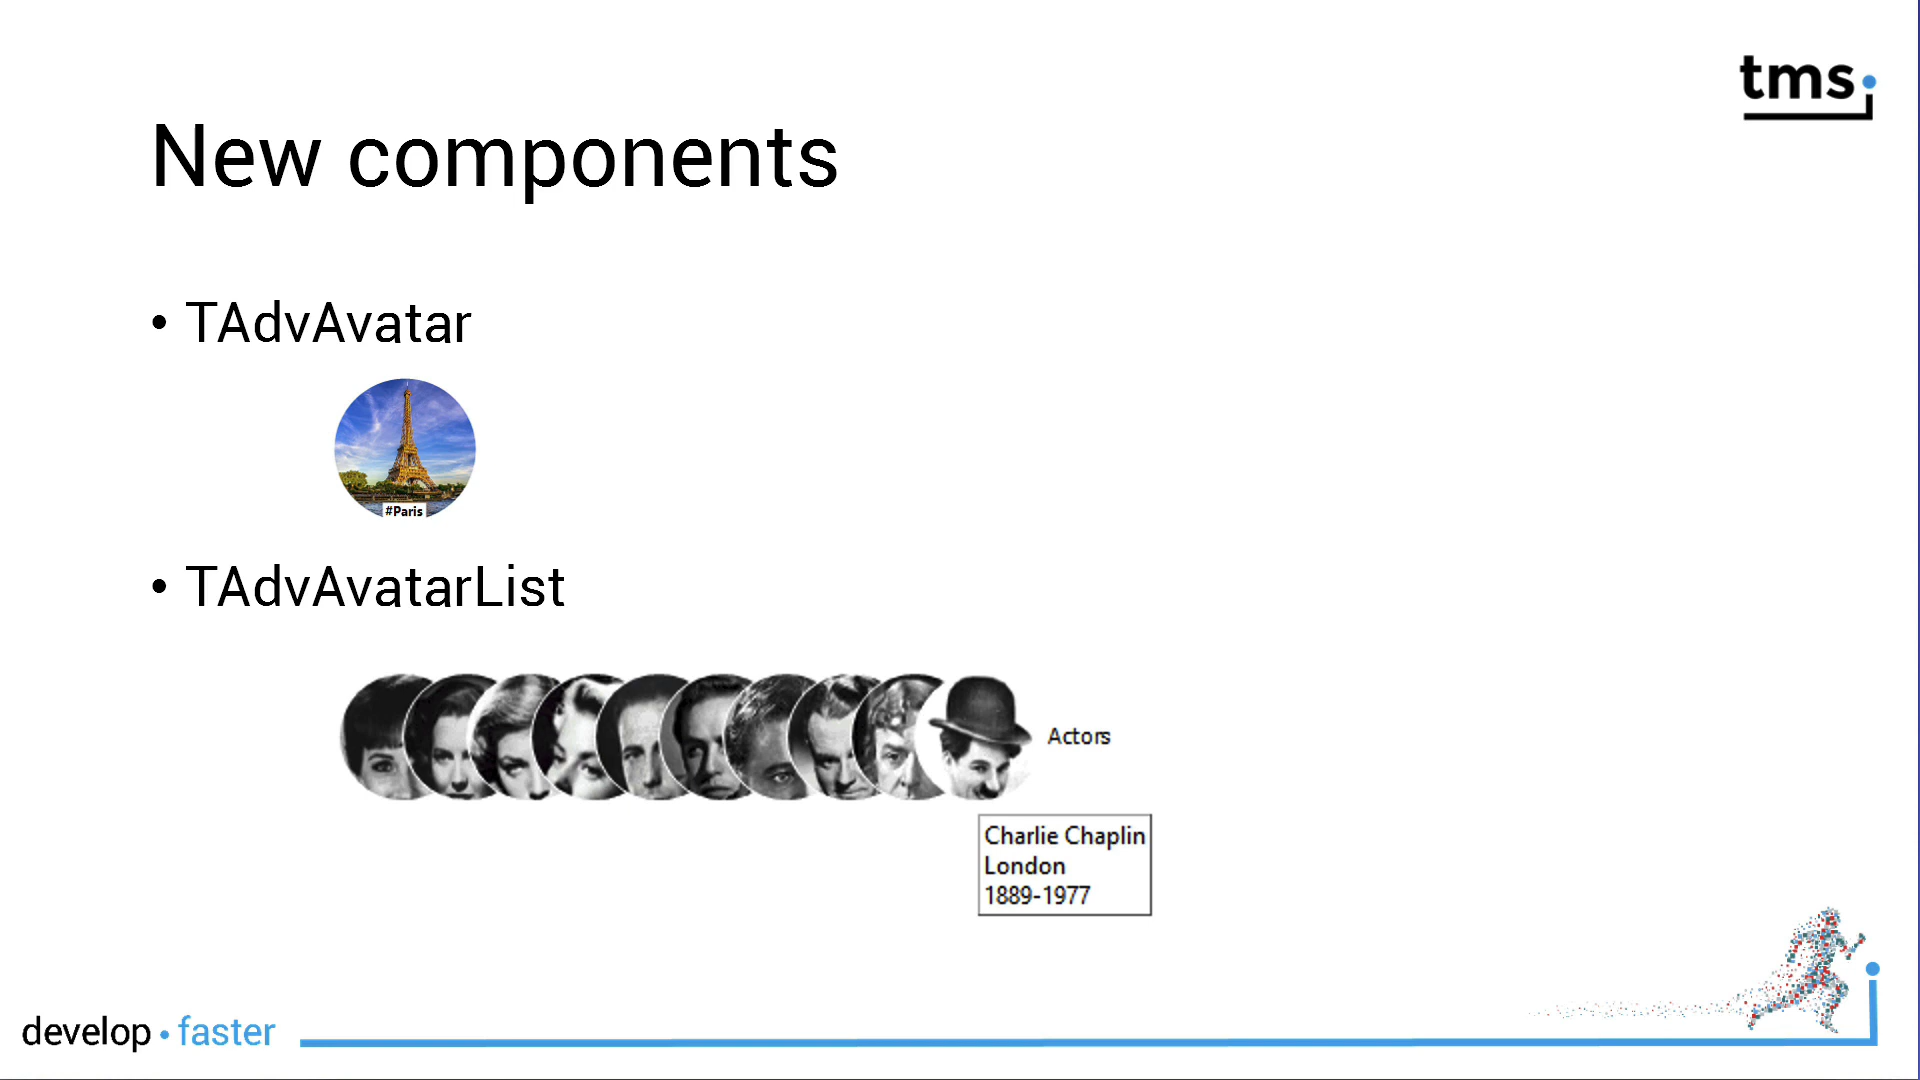 tms
New components
• TAdvAvatar
#Paris
• TAdvAvatarList
Actors
Charlie Chaplin
London
1889-1977
develop • faster